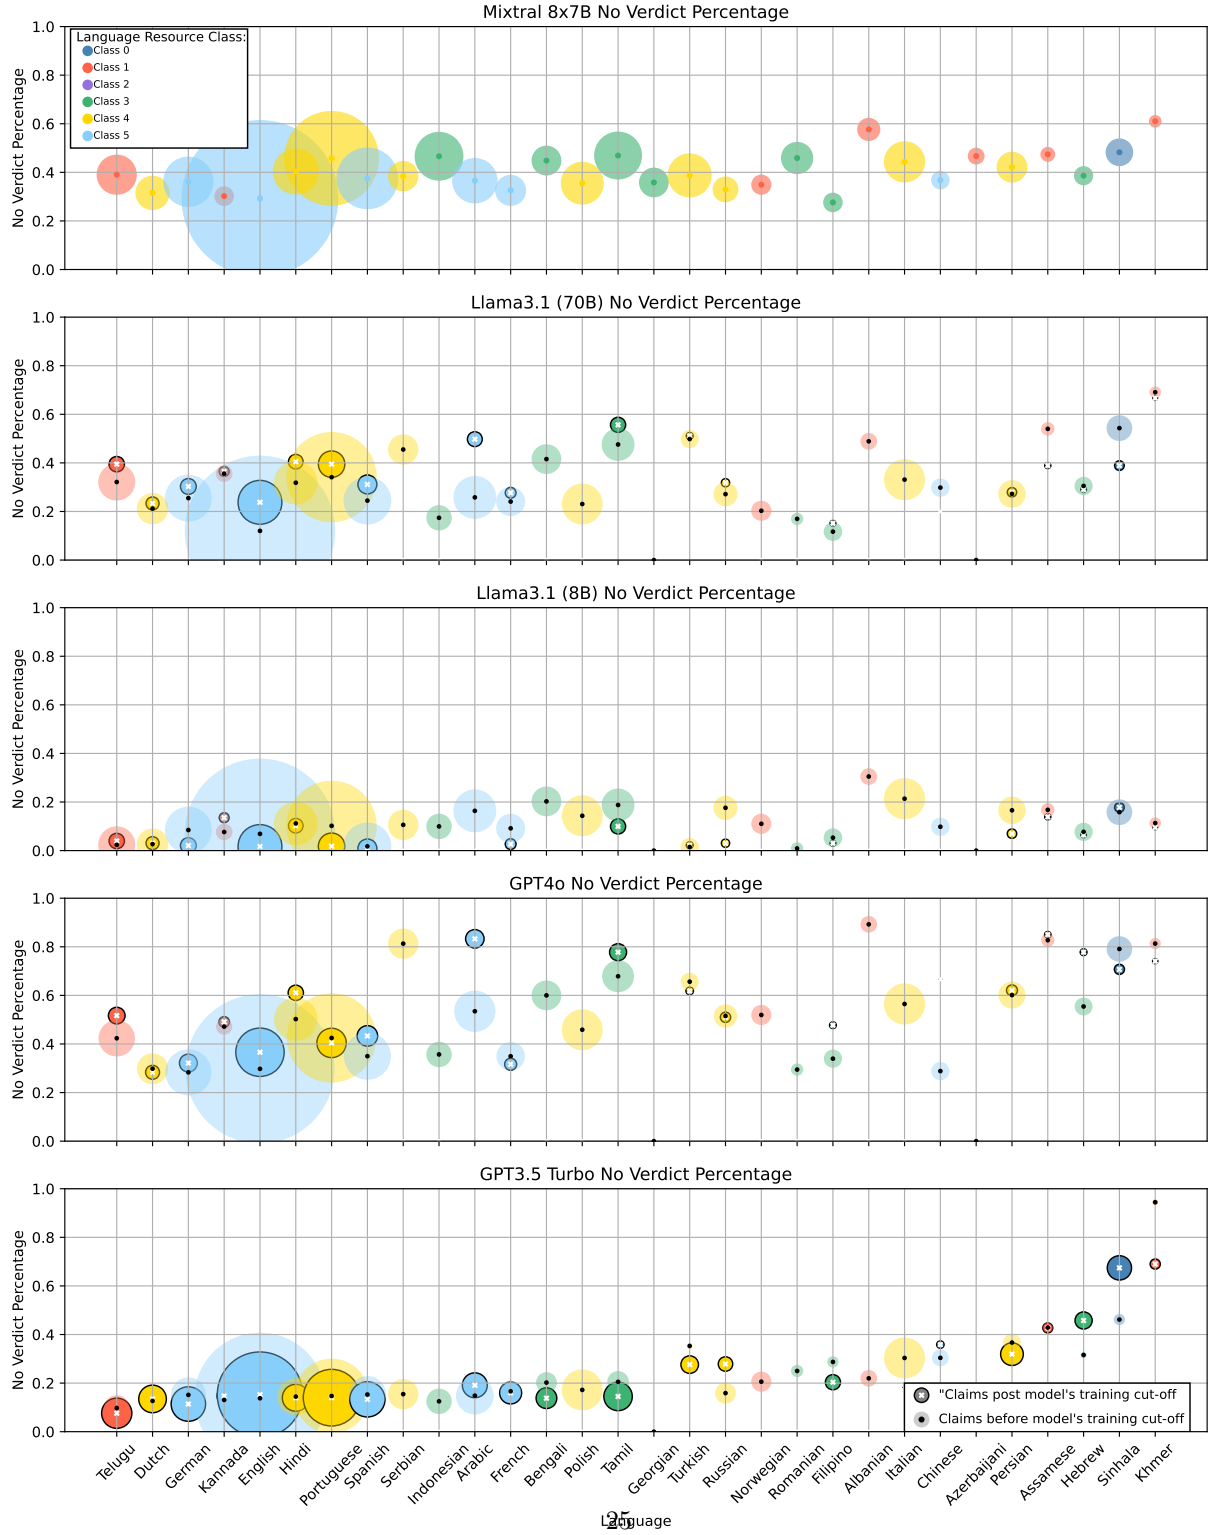 Mixtral 8x7B No Verdict Percentage
No Verdict Percentage
1.0
0.8
0.6
0.4
0.2
0.0
Language Resource Class:
Class 0
Class 1
Class 2
Class 3
Class 4
Class 5
Llama3.1 (70B) No Verdict Percentage
No Verdict Percentage
1.0
0.8
0.6
0.4
0.2
0.0
Llama3.1 (8B) No Verdict Percentage
No Verdict Percentage
1.0
0.8
0.6
0.4
0.2
0.0
GPT4o No Verdict Percentage
No Verdict Percentage
1.0
0.8
0.6
0.4
0.2
0.0
GPT3.5 Turbo No Verdict Percentage
No Verdict Percentage
1.0
0.8
0.6
0.4
0.2
0.0
"Claims post model's training cut-off
Claims before model's training cut-off
Telugu
Dutch
German
Kannada
English
Hindi
Portuguese
Spanish
Serbian
Indonesian
Arabic
French
Bengali
Polish
Tamil
Georgian
Turkish
Russian
Norwegian
Romanian
Filipino
Albanian
Italian
Chinese
Azerbaijani
Persian
Assamese
Hebrew
Sinhala
Khmer
Language
25